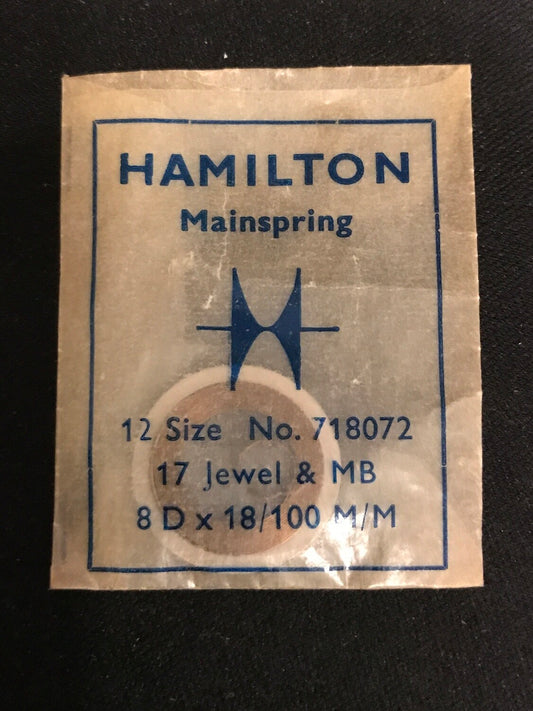 HAMILTON
Mainspring
12 Size No. 718072
17 Jewel & MB
8 D x 18/100 M/M